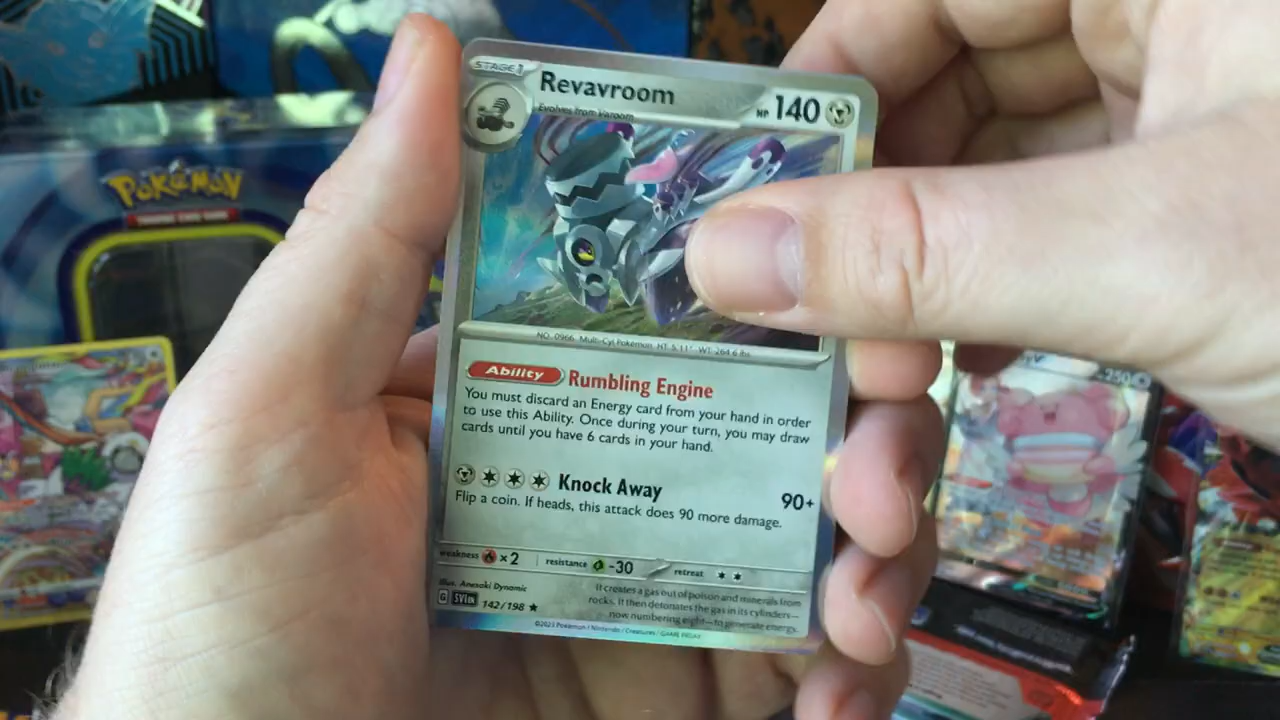 POKÉMON
STAGE 1
Revavroom
HP 140
Evolves from Varoom
NO. 0966 Multi-Cyl Pokémon HT: 5'11" WT: 264.6 lbs.
Ability Rumbling Engine
You must discard an Energy card from your hand in order
to use this Ability. Once during your turn, you may draw
cards until you have 6 cards in your hand.
Knock Away 90+
Flip a coin. If heads, this attack does 90 more damage.
weakness x2 resistance -30 retreat
Illus. Anesaki Dynamic
It creates a gas out of poison and minerals from
rocks. It then detonates the gas in its cylinders—
now numbering eight—to generate energy.
G SVI EN 142/198 ★
©2023 Pokémon / Nintendo / Creatures / GAME FREAK
250